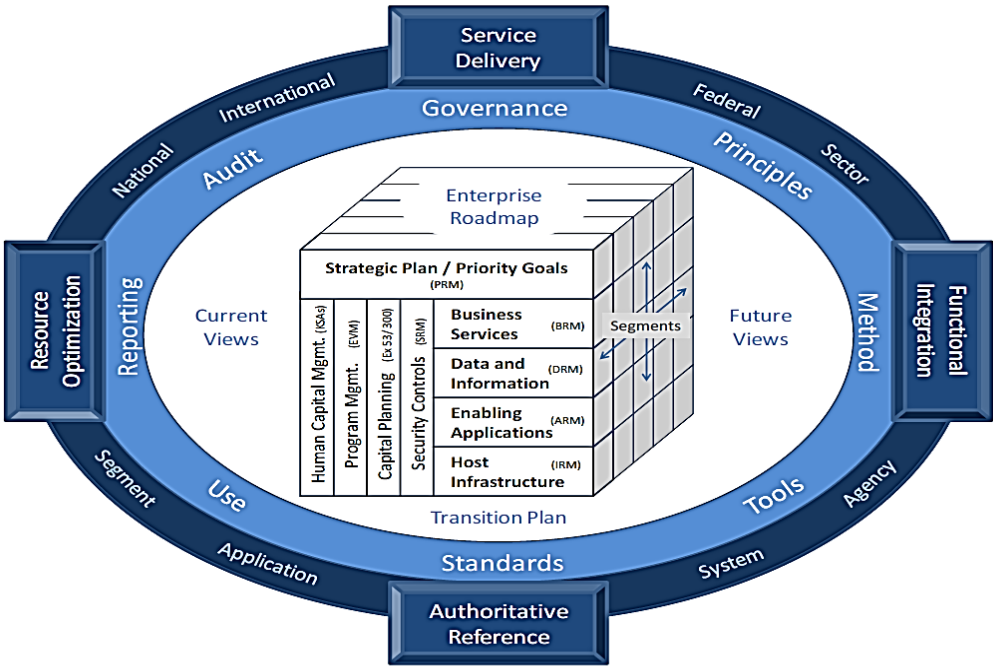 Service
Delivery
International
Federal
Governance
National
Sector
Audit
Principles
Enterprise
Roadmap
Resource
Optimization
Reporting
Current
Views
Strategic Plan / Priority Goals
(PRM)
Human Capital Mgmt. (KSAs)
Program Mgmt. (EVM)
Capital Planning (Ex 53/300)
Security Controls (SRM)
Business
Services (BRM)
Data and
Information (DRM)
Enabling
Applications (ARM)
Host
Infrastructure (IRM)
Segments
Future
Views
Method
Functional
Integration
Transition Plan
Segment
Use
Tools
Agency
Application
Standards
System
Authoritative
Reference